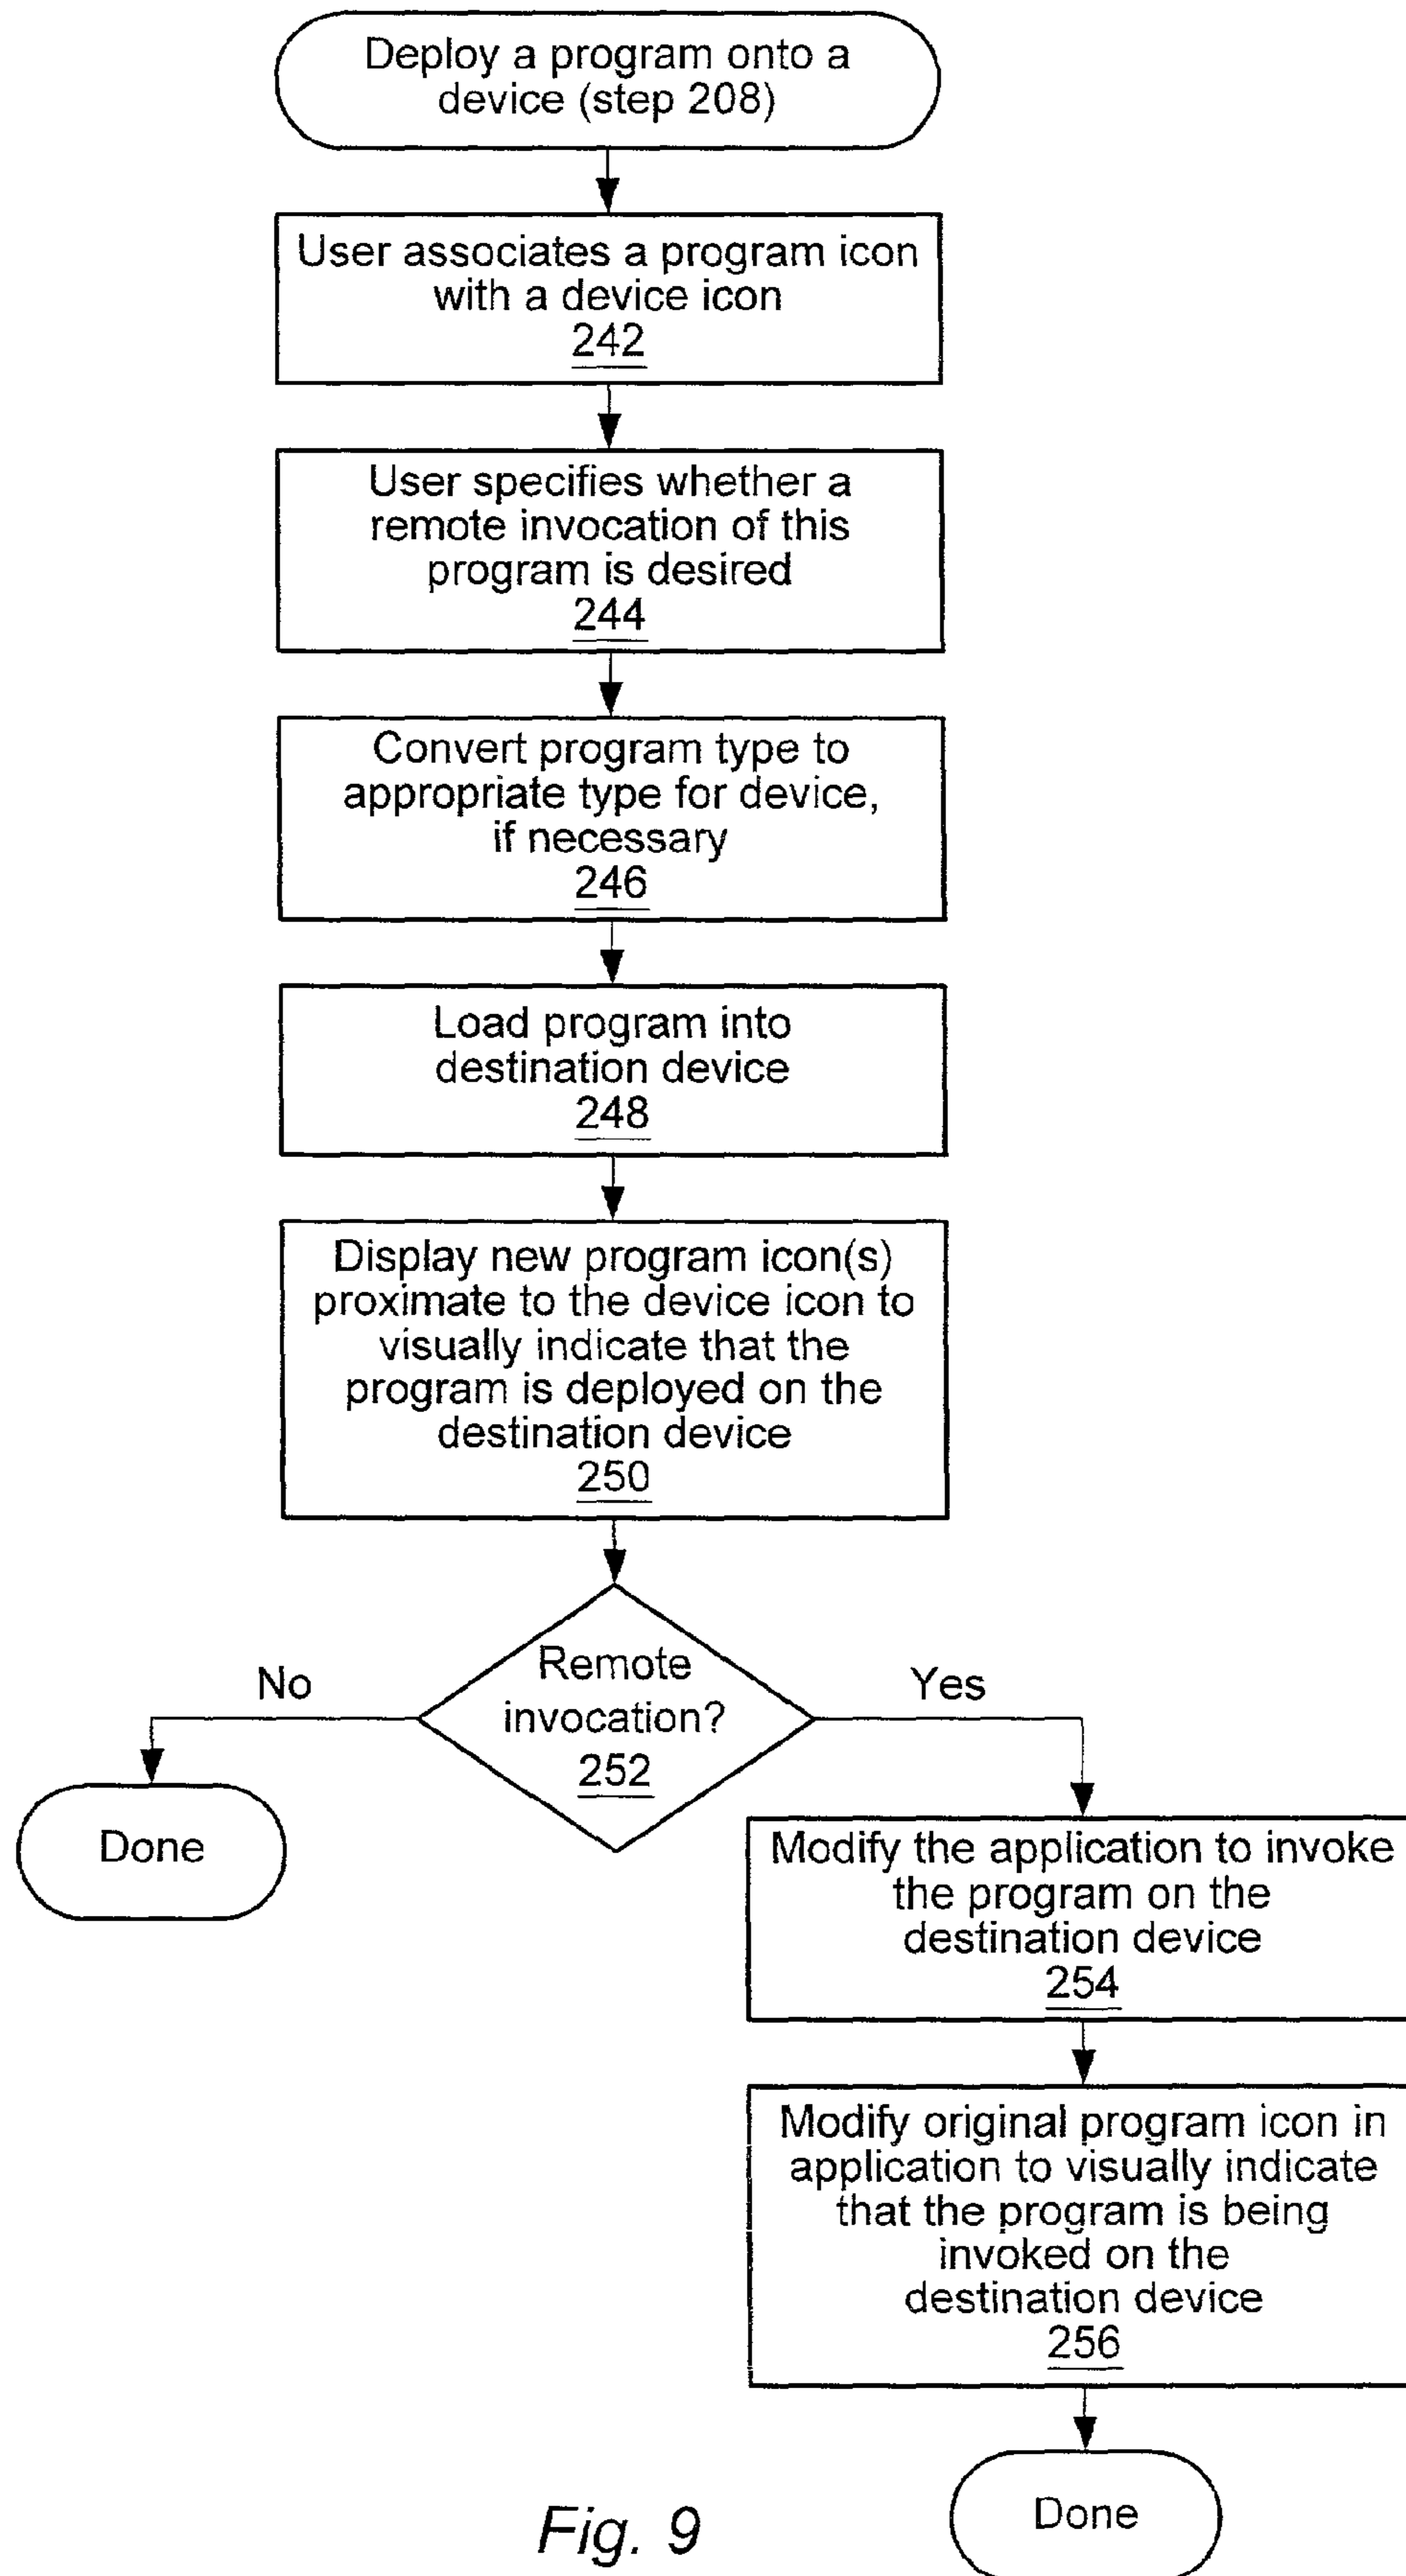 Deploy a program onto a
device (step 208)
User associates a program icon
with a device icon
242
User specifies whether a
remote invocation of this
program is desired
244
Convert program type to
appropriate type for device,
if necessary
246
Load program into
destination device
248
Display new program icon(s)
proximate to the device icon to
visually indicate that the
program is deployed on the
destination device
250
Remote
invocation?
252
No
Yes
Done
Modify the application to invoke
the program on the
destination device
254
Modify original program icon in
application to visually indicate
that the program is being
invoked on the
destination device
256
Done
Fig. 9